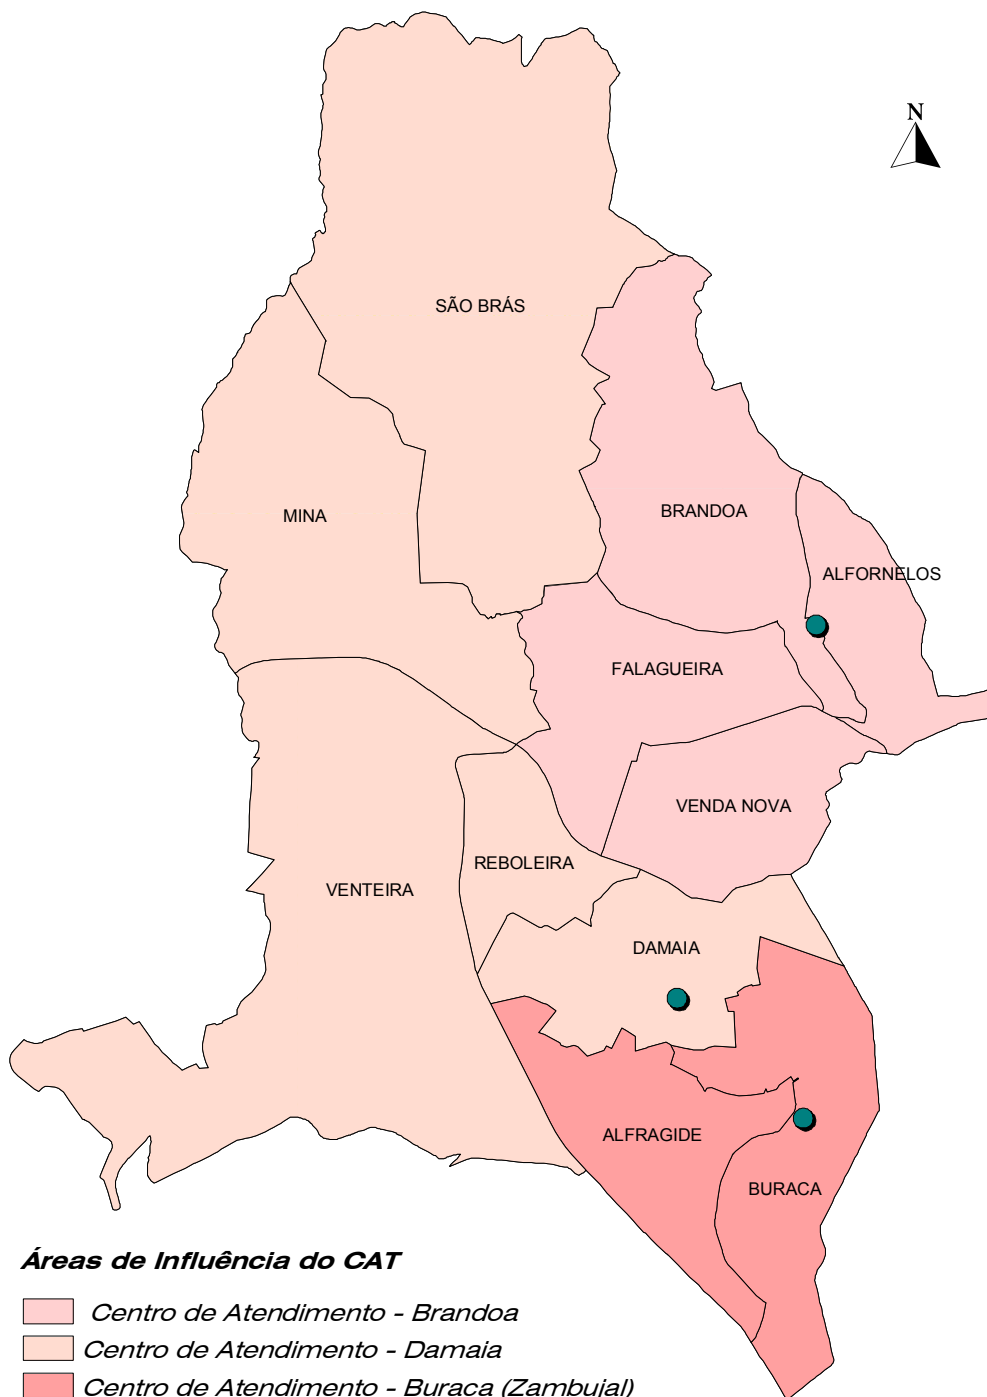 N
SÃO BRÁS
MINA
BRANDOA
ALFORNELOS
FALAGUEIRA
VENDA NOVA
REBOLEIRA
VENTEIRA
DAMAIA
ALFRAGIDE
BURACA
Áreas de Influência do CAT
Centro de Atendimento - Brandoa
Centro de Atendimento - Damaia
Centro de Atendimento - Buraca (Zambujal)